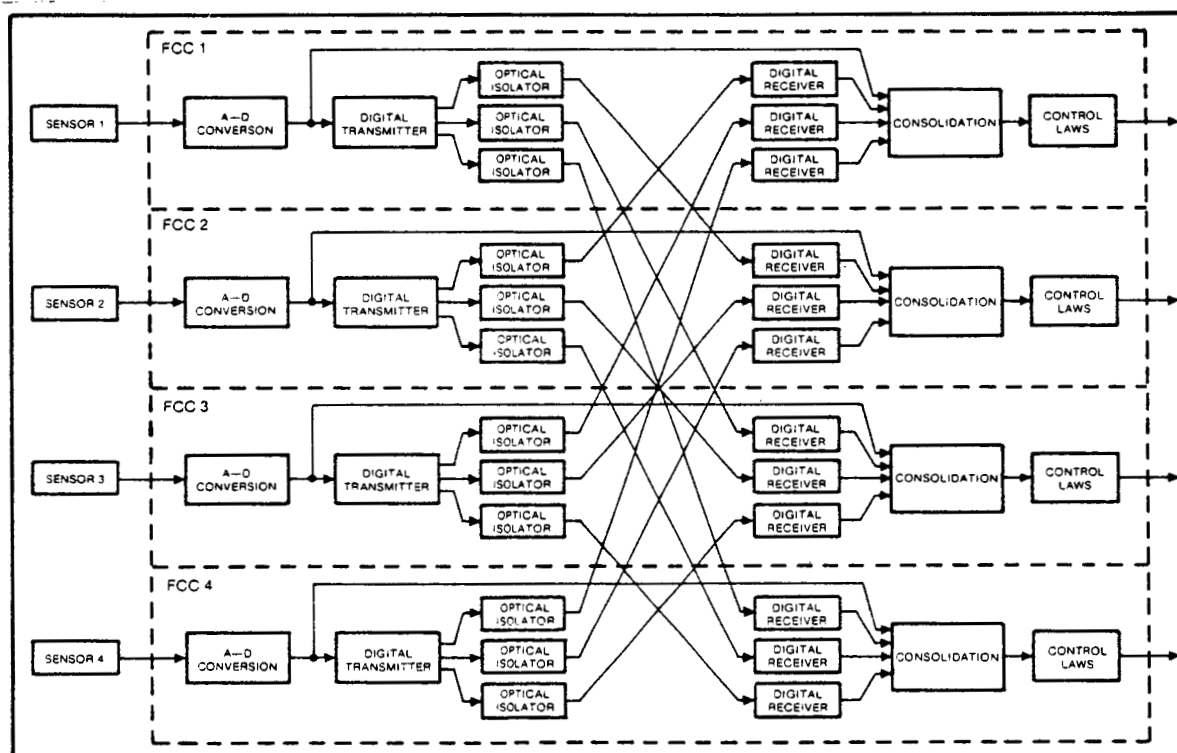 FCC 1
SENSOR 1
A–D
CONVERSON
DIGITAL
TRANSMITTER
OPTICAL
ISOLATOR
OPTICAL
ISOLATOR
OPTICAL
ISOLATOR
DIGITAL
RECEIVER
DIGITAL
RECEIVER
DIGITAL
RECEIVER
CONSOLIDATION
CONTROL
LAWS
FCC 2
SENSOR 2
A–D
CONVERSION
DIGITAL
TRANSMITTER
OPTICAL
ISOLATOR
OPTICAL
ISOLATOR
OPTICAL
ISOLATOR
DIGITAL
RECEIVER
DIGITAL
RECEIVER
DIGITAL
RECEIVER
CONSOLIDATION
CONTROL
LAWS
FCC 3
SENSOR 3
A–D
CONVERSION
DIGITAL
TRANSMITTER
OPTICAL
ISOLATOR
OPTICAL
ISOLATOR
OPTICAL
ISOLATOR
DIGITAL
RECEIVER
DIGITAL
RECEIVER
DIGITAL
RECEIVER
CONSOLIDATION
CONTROL
LAWS
FCC 4
SENSOR 4
A–D
CONVERSION
DIGITAL
TRANSMITTER
OPTICAL
ISOLATOR
OPTICAL
ISOLATOR
OPTICAL
ISOLATOR
DIGITAL
RECEIVER
DIGITAL
RECEIVER
DIGITAL
RECEIVER
CONSOLIDATION
CONTROL
LAWS